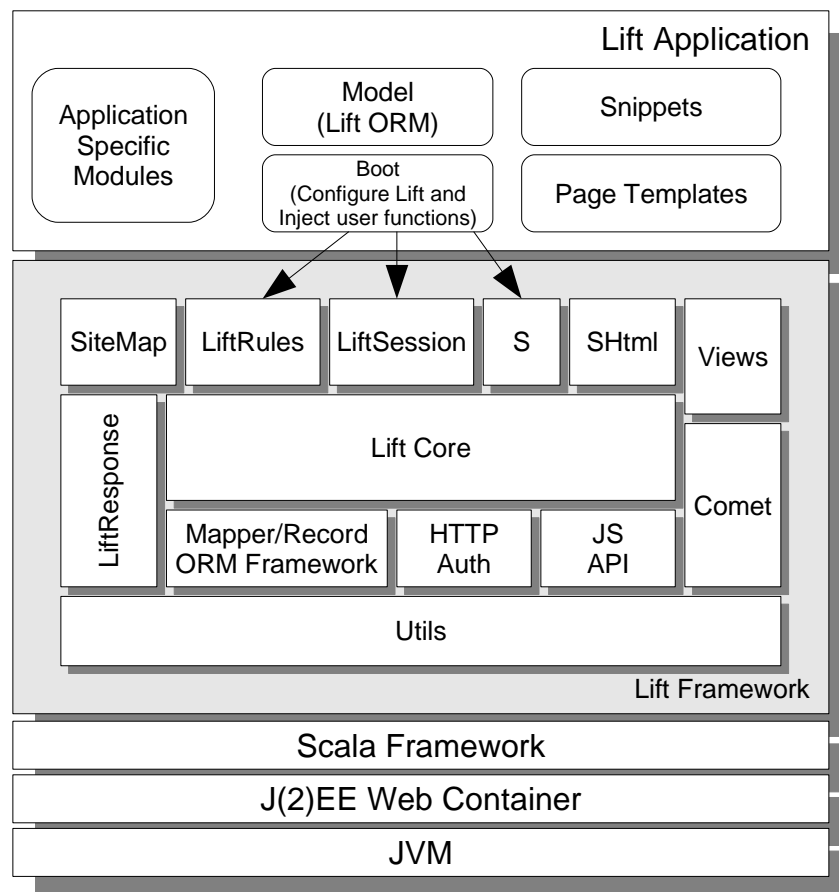 Lift Application
Application
Specific
Modules
Model
(Lift ORM)
Snippets
Boot
(Configure Lift and
Inject user functions)
Page Templates
SiteMap
LiftRules
LiftSession
S
SHtml
Views
LiftResponse
Lift Core
Comet
Mapper/Record
ORM Framework
HTTP
Auth
JS
API
Utils
Lift Framework
Scala Framework
J(2)EE Web Container
JVM